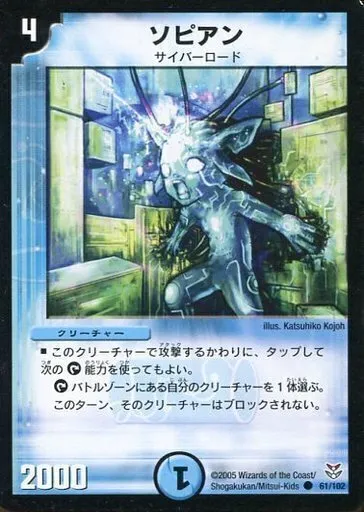 4
ソピアン
サイバーロード
illus. Katsuhiko Kojoh
クリーチャー
■ このクリーチャーで攻撃するかわりに、タップして
次の 能力を使ってもよい。
バトルゾーンにある自分のクリーチャーを1体選ぶ。
このターン、そのクリーチャーはブロックされない。
2000
1
©2005 Wizards of the Coast/
Shogakukan/Mitsui-Kids ● 61/102